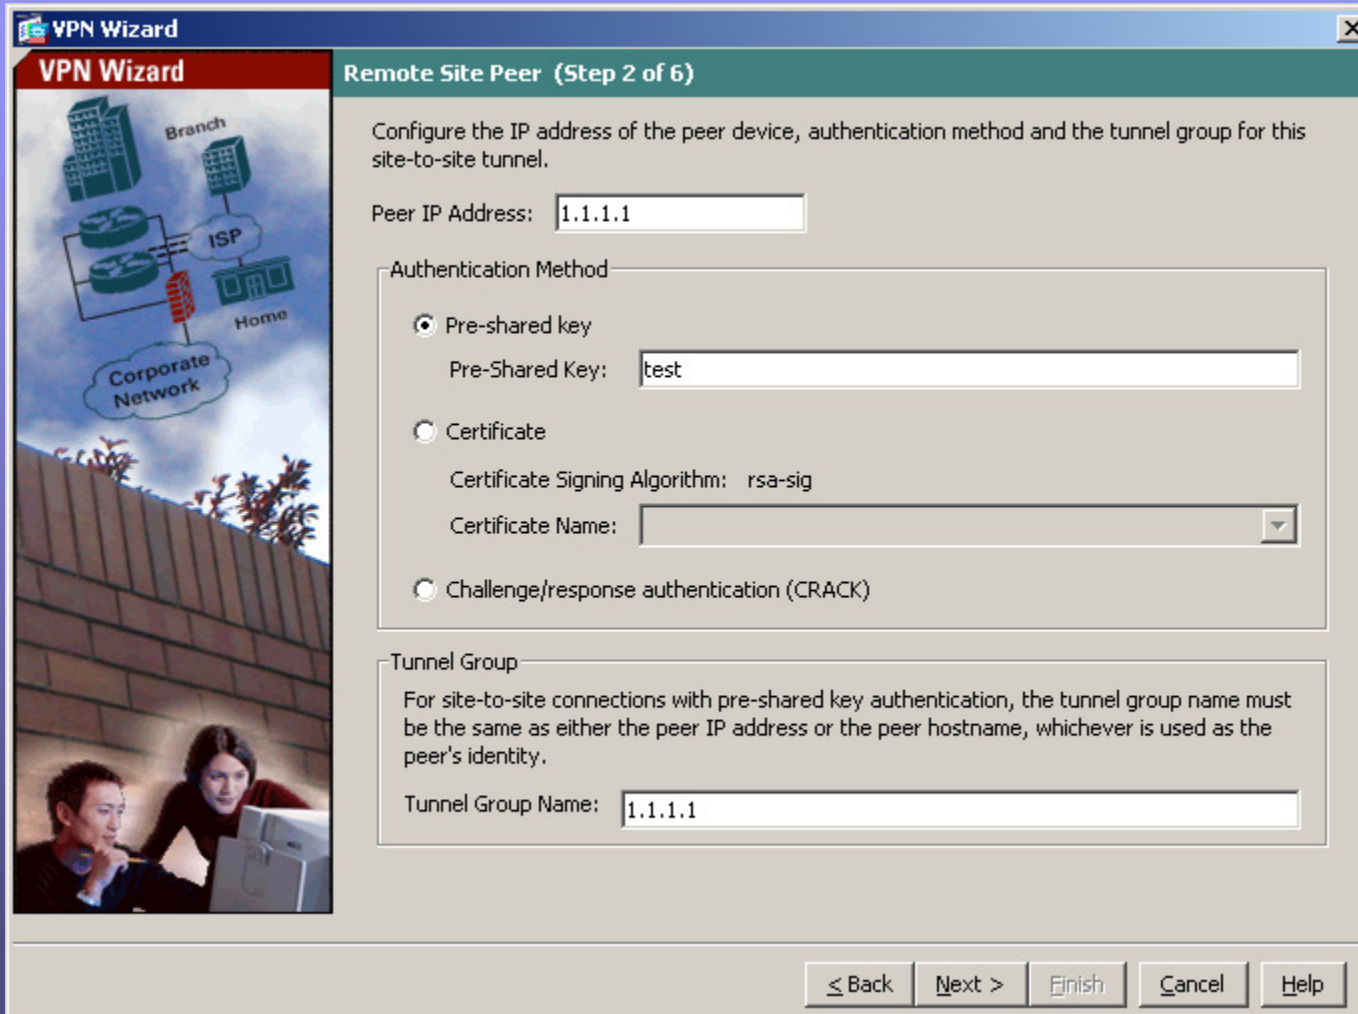 VPN Wizard
VPN Wizard
Branch
ISP
Home
Corporate
Network
Remote Site Peer (Step 2 of 6)
Configure the IP address of the peer device, authentication method and the tunnel group for this
site-to-site tunnel.
Peer IP Address: 1.1.1.1
Authentication Method
Pre-shared key
Pre-Shared Key: test
Certificate
Certificate Signing Algorithm: rsa-sig
Certificate Name:
Challenge/response authentication (CRACK)
Tunnel Group
For site-to-site connections with pre-shared key authentication, the tunnel group name must
be the same as either the peer IP address or the peer hostname, whichever is used as the
peer's identity.
Tunnel Group Name: 1.1.1.1
< Back Next > Finish Cancel Help